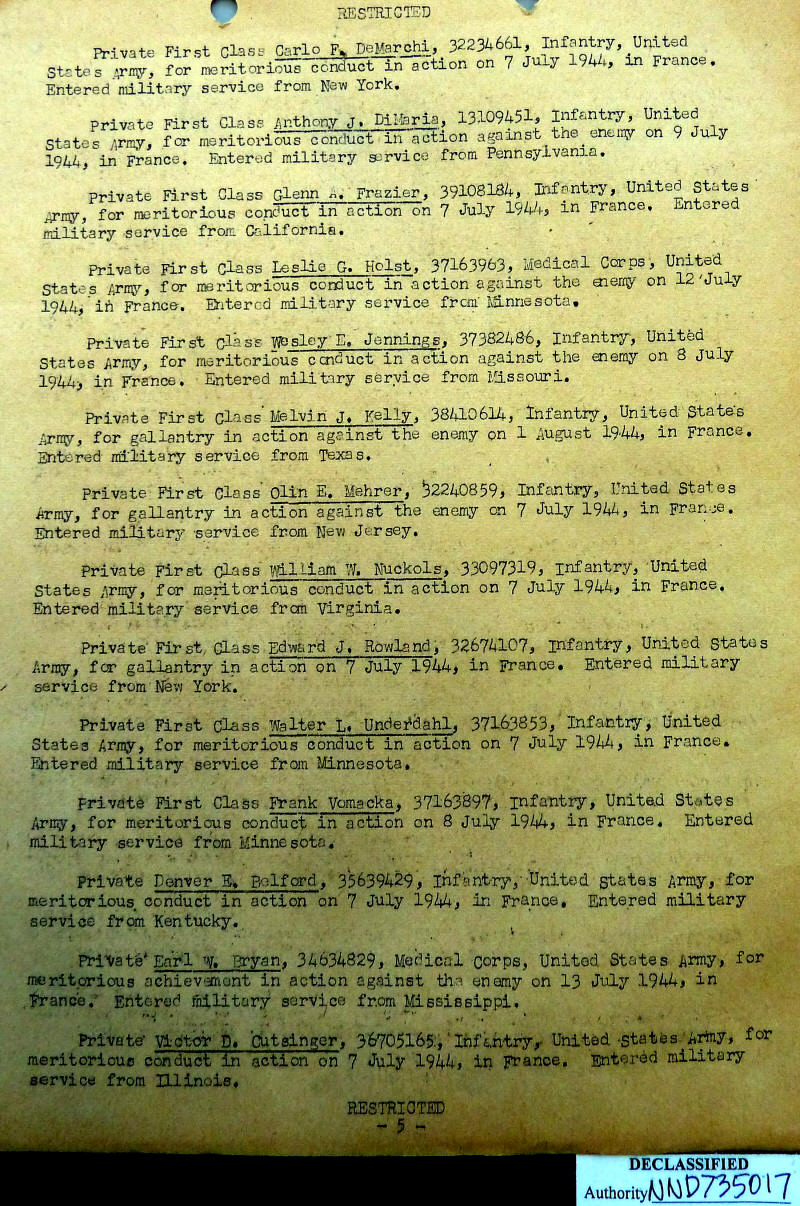 RESTRICTED
Private First Class Carlo F. DeMarchi, 32234661, Infantry, United
States Army, for meritorious conduct in action on 7 July 1944, in France.
Entered military service from New York.
Private First Class Anthony J. DiMaria, 13109451, Infantry, United
States Army, for meritorious conduct in action against the enemy on 9 July
1944, in France. Entered military service from Pennsylvania.
Private First Class Glenn A. Frazier, 39108184, Infantry, United States
Army, for meritorious conduct in action on 7 July 1944, in France. Entered
military service from California.
Private First Class Leslie G. Holst, 37163963, Medical Corps, United
States Army, for meritorious conduct in action against the enemy on 12 July
1944, in France. Entered military service from Minnesota.
Private First Class Wesley E. Jennings, 37382486, Infantry, United
States Army, for meritorious conduct in action against the enemy on 8 July
1944, in France. Entered military service from Missouri.
Private First Class Melvin J. Kelly, 38410614, Infantry, United States
Army, for gallantry in action against the enemy on 1 August 1944, in France.
Entered military service from Texas.
Private First Class Olin E. Mehrer, 32240859, Infantry, United States
Army, for gallantry in action against the enemy on 7 July 1944, in France.
Entered military service from New Jersey.
Private First Class William W. Nuckols, 33097319, Infantry, United
States Army, for meritorious conduct in action on 7 July 1944, in France.
Entered military service from Virginia.
Private First Class Edward J. Rowland, 32674107, Infantry, United States
Army, for gallantry in action on 7 July 1944, in France. Entered military
service from New York.
Private First Class Walter L. Underdahl, 37163853, Infantry, United
States Army, for meritorious conduct in action on 7 July 1944, in France.
Entered military service from Minnesota.
Private First Class Frank Vomacka, 37163897, Infantry, United States
Army, for meritorious conduct in action on 8 July 1944, in France. Entered
military service from Minnesota.
Private Denver E. Belford, 35639429, Infantry, United States Army, for
meritorious conduct in action on 7 July 1944, in France. Entered military
service from Kentucky.
Private Earl W. Bryan, 34634829, Medical Corps, United States Army, for
meritorious achievement in action against the enemy on 13 July 1944, in
France. Entered military service from Mississippi.
Private Victor D. Cutsinger, 36705165, Infantry, United States Army, for
meritorious conduct in action on 7 July 1944, in France. Entered military
service from Illinois.
RESTRICTED
- 5 -
DECLASSIFIED
Authority NND735017